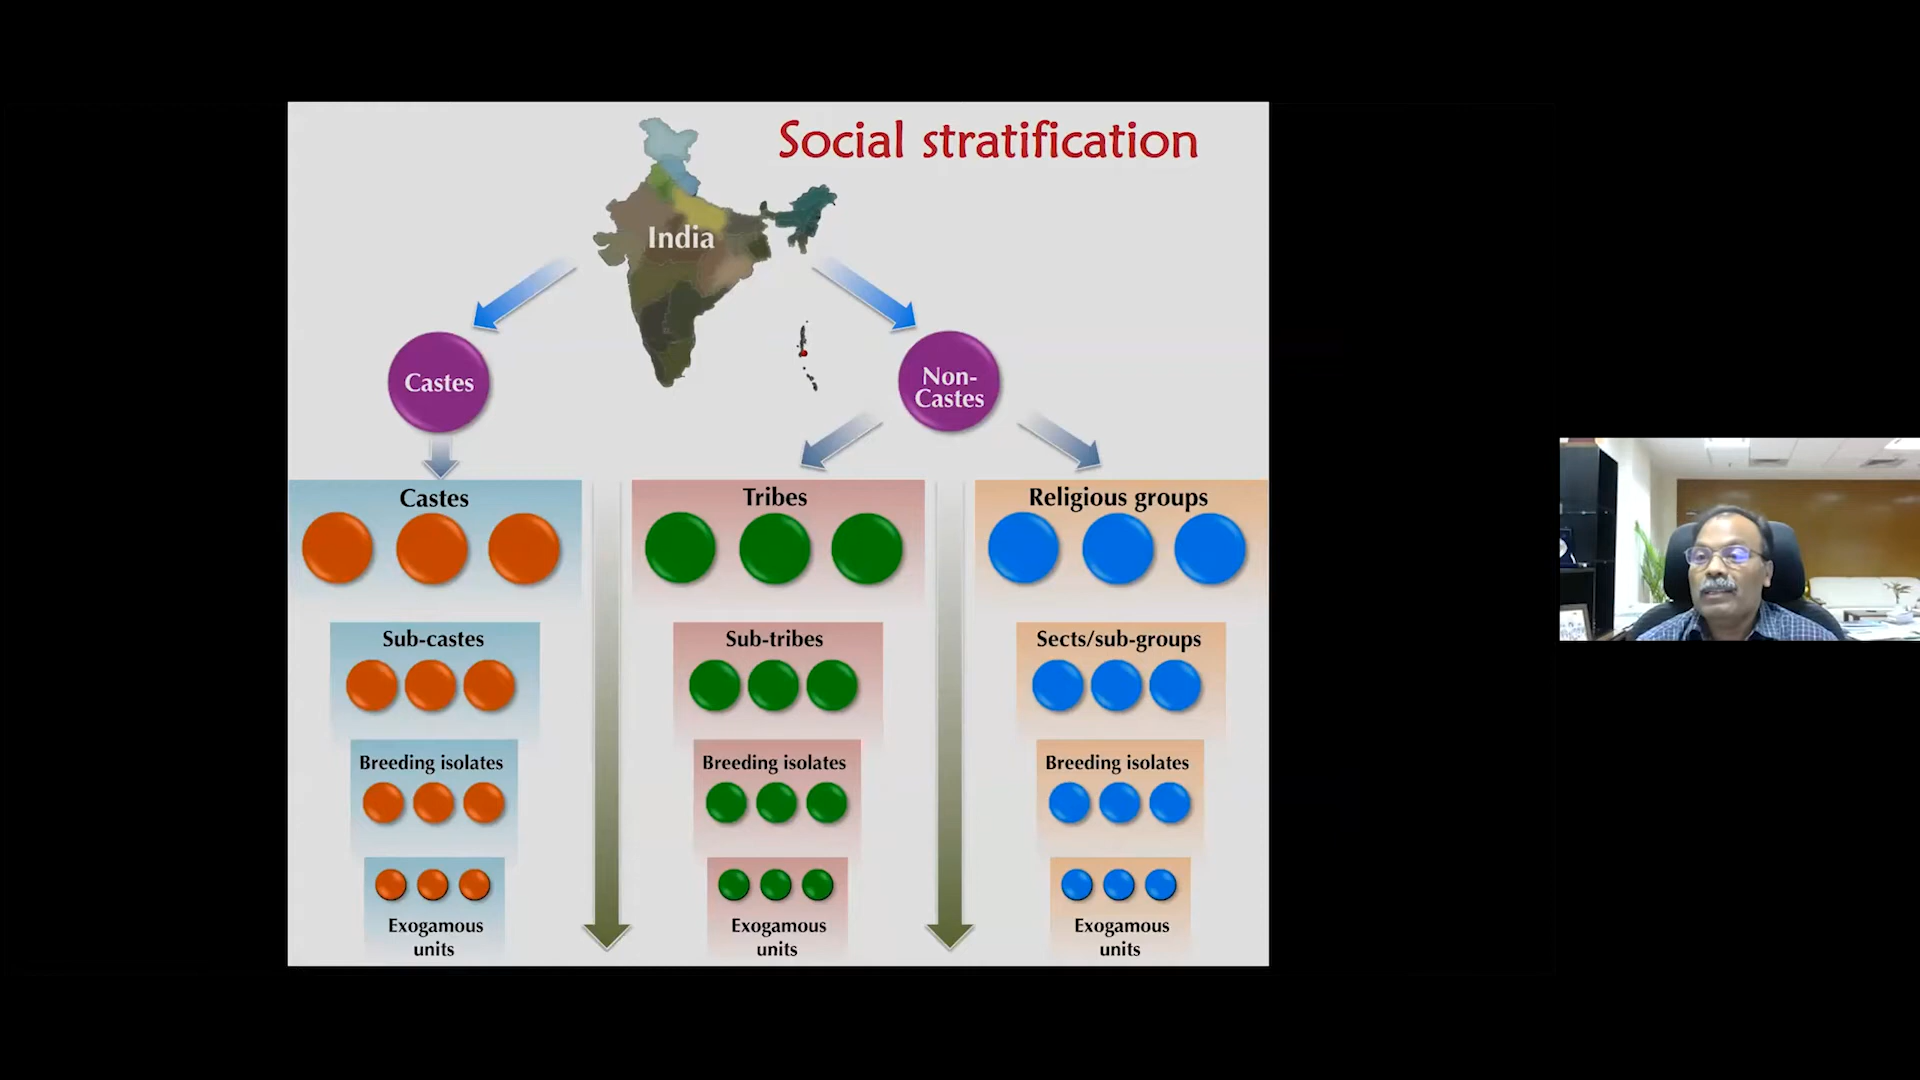 Social stratification
India
Castes
Non-
Castes
Castes
Tribes
Religious groups
Sub-castes
Sub-tribes
Sects/sub-groups
Breeding isolates
Breeding isolates
Breeding isolates
Exogamous
units
Exogamous
units
Exogamous
units